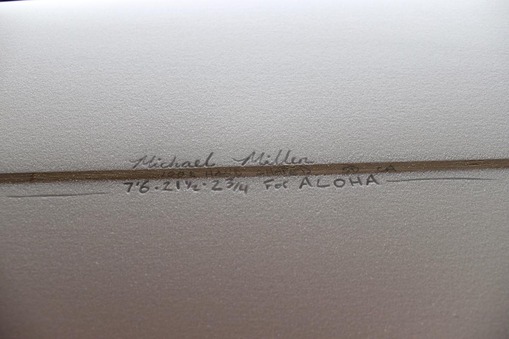 Michael Miller
7'6 · 21½ · 2¾ For ALOHA